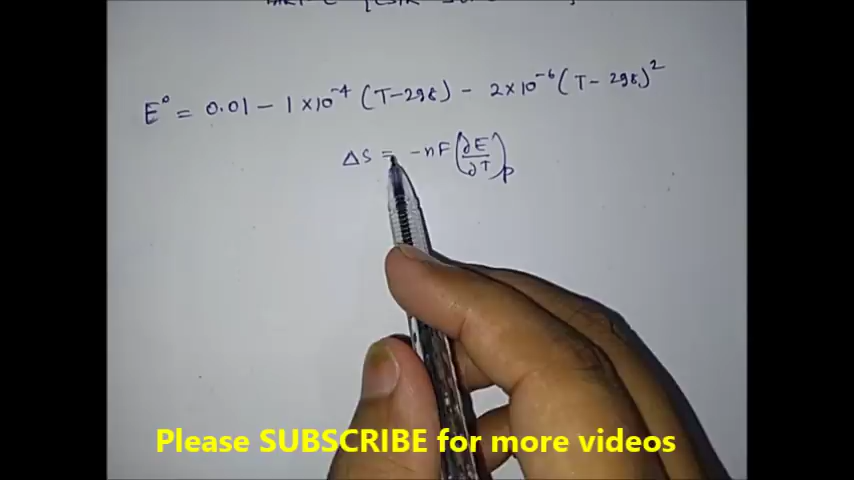 E° = 0.01 - 1×10⁻⁴ (T-298) - 2×10⁻⁶ (T-298)²
ΔS = -nF(∂E/∂T)p
Please SUBSCRIBE for more videos